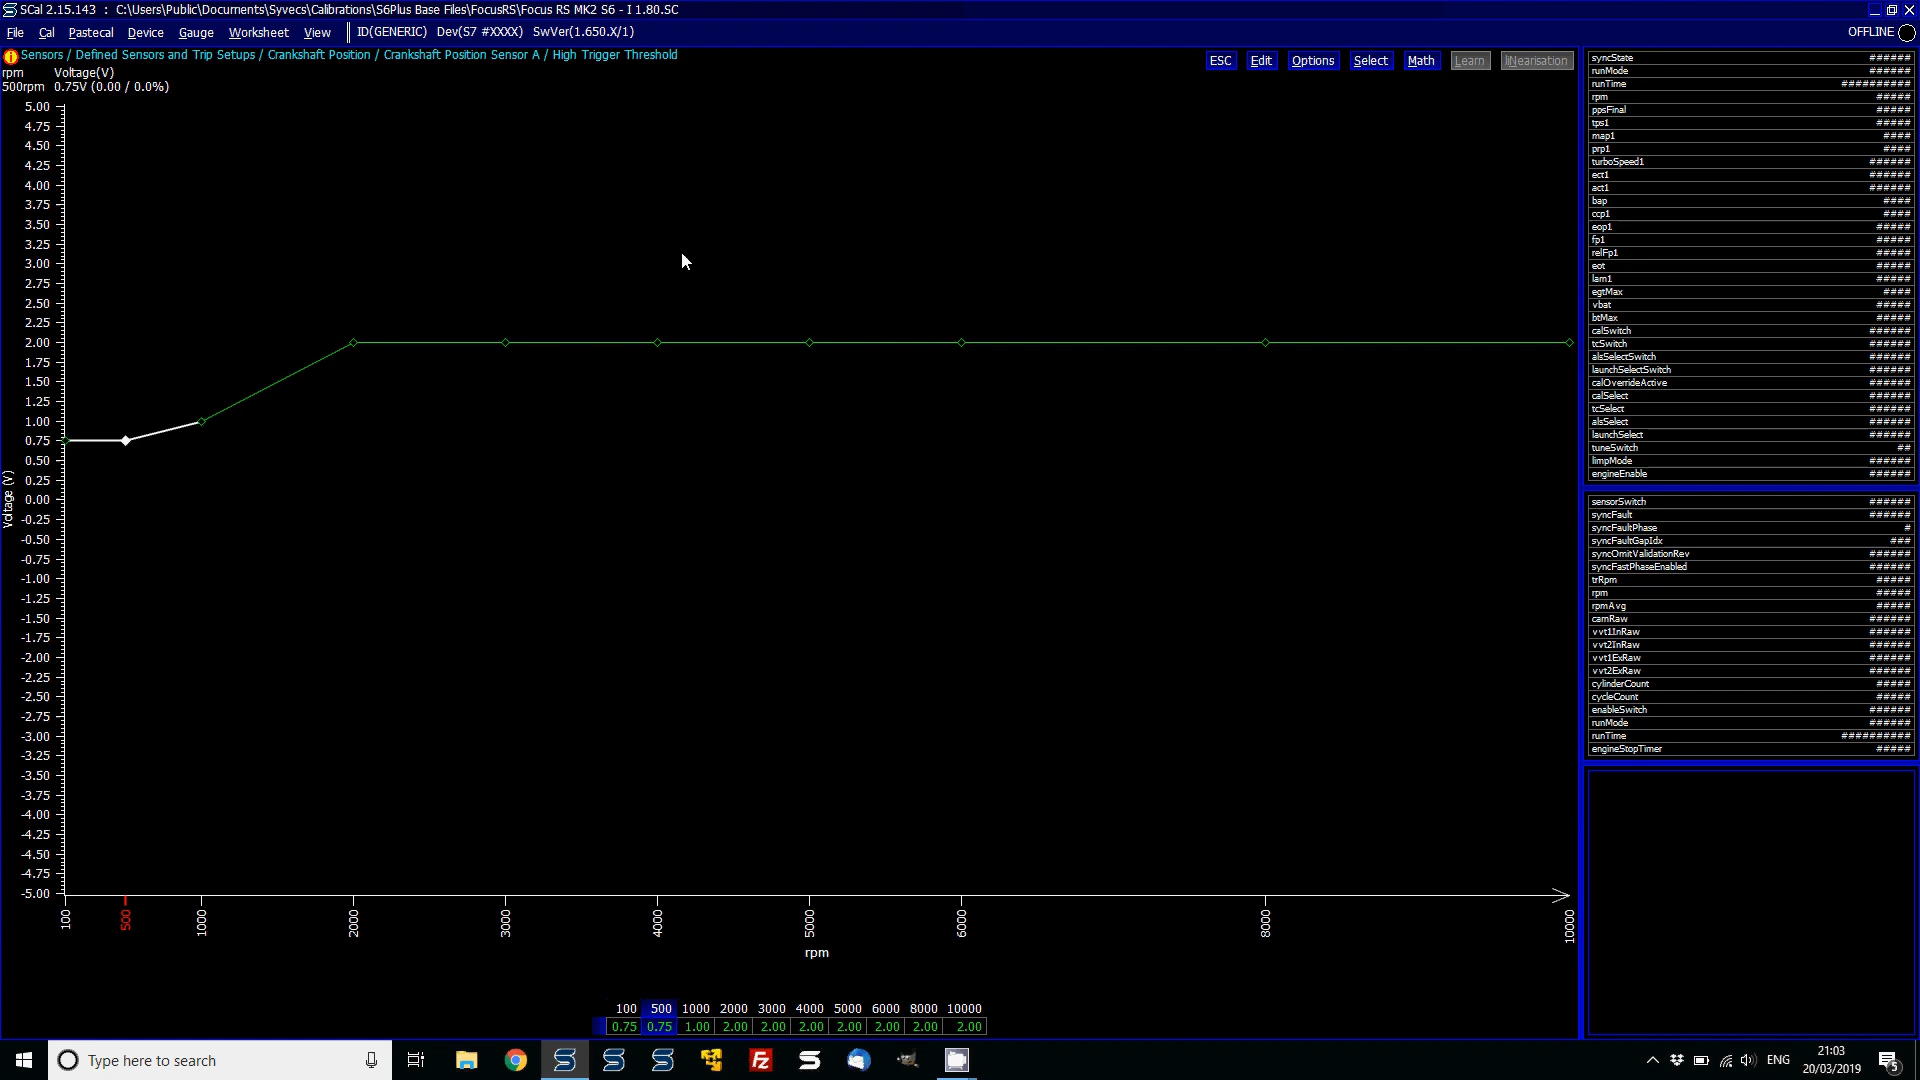 SCal 2.15.143 : C:\Users\Public\Documents\Syvecs\Calibrations\S6Plus Base Files\FocusRS\Focus RS MK2 S6 - I 1.80.SC
File Cal Pastecal Device Gauge Worksheet View ID(GENERIC) Dev(S7 #XXXX) SwVer(1.650.X/1) OFFLINE
Sensors / Defined Sensors and Trip Setups / Crankshaft Position / Crankshaft Position Sensor A / High Trigger Threshold
ESC Edit Options Select Math Learn liNearisation
rpm Voltage(V)
500rpm 0.75V (0.00 / 0.0%)
5.00
4.75
4.50
4.25
4.00
3.75
3.50
3.25
3.00
2.75
2.50
2.25
2.00
1.75
1.50
1.25
1.00
0.75
0.50
0.25
0.00
-0.25
-0.50
-0.75
-1.00
-1.25
-1.50
-1.75
-2.00
-2.25
-2.50
-2.75
-3.00
-3.25
-3.50
-3.75
-4.00
-4.25
-4.50
-4.75
-5.00
Voltage (V)
100 500 1000 2000 3000 4000 5000 6000 8000 10000
rpm
100 500 1000 2000 3000 4000 5000 6000 8000 10000
0.75 0.75 1.00 2.00 2.00 2.00 2.00 2.00 2.00 2.00
syncState ######
runMode ######
runTime ##########
rpm #####
ppsFinal #####
tps1 #####
map1 ####
prp1 ####
turboSpeed1 ######
ect1 ######
act1 ######
bap ####
ccp1 ####
eop1 #####
fp1 #####
relFp1 #####
eot #####
lam1 #####
egtMax ####
vbat #####
btMax #####
calSwitch ######
tcSwitch ######
alsSelectSwitch ######
launchSelectSwitch ######
calOverrideActive ######
calSelect ######
tcSelect ######
alsSelect ######
launchSelect ######
tuneSwitch ##
limpMode ######
engineEnable ######
sensorSwitch ######
syncFault ######
syncFaultPhase #
syncFaultGapIdx ###
syncOmitValidationRev ######
syncFastPhaseEnabled ######
trRpm #####
rpm #####
rpmAvg #####
camRaw ######
vvt1InRaw ######
vvt2InRaw ######
vvt1ExRaw ######
vvt2ExRaw ######
cylinderCount #####
cycleCount #####
enableSwitch ######
runMode ######
runTime ##########
engineStopTimer #####
Type here to search
ENG
21:03
20/03/2019
5